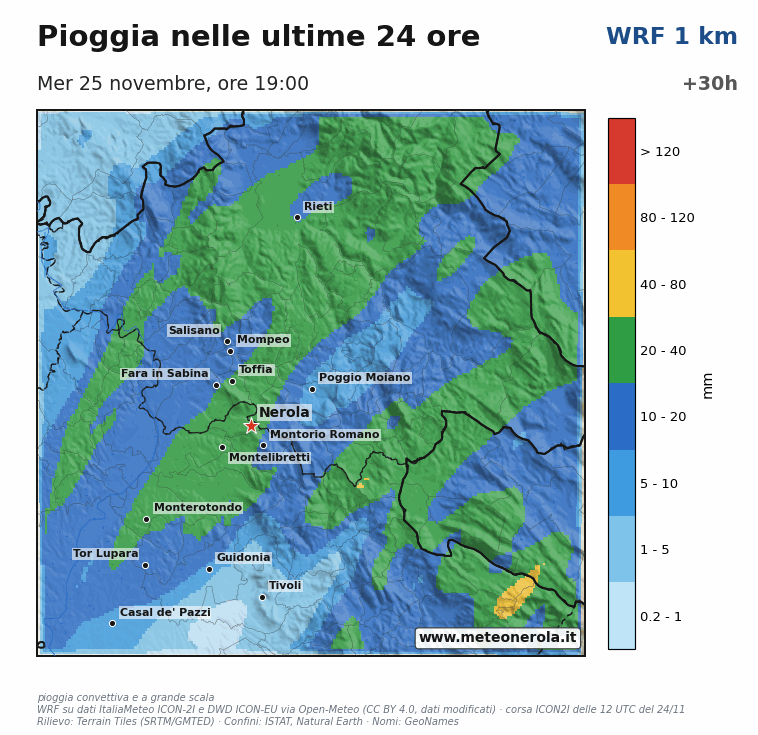 Pioggia nelle ultime 24 ore
WRF 1 km
Mer 25 novembre, ore 19:00
+30h
Rieti
Salisano
Mompeo
Fara in Sabina
Toffia
Poggio Moiano
Nerola
Montorio Romano
Montelibretti
Monterotondo
Tor Lupara
Guidonia
Tivoli
Casal de' Pazzi
www.meteonerola.it
> 120
80 - 120
40 - 80
20 - 40
10 - 20
5 - 10
1 - 5
0.2 - 1
mm
pioggia convettiva e a grande scala
WRF su dati ItaliaMeteo ICON-2I e DWD ICON-EU via Open-Meteo (CC BY 4.0, dati modificati) · corsa ICON2I delle 12 UTC del 24/11
Rilievo: Terrain Tiles (SRTM/GMTED) · Confini: ISTAT, Natural Earth · Nomi: GeoNames